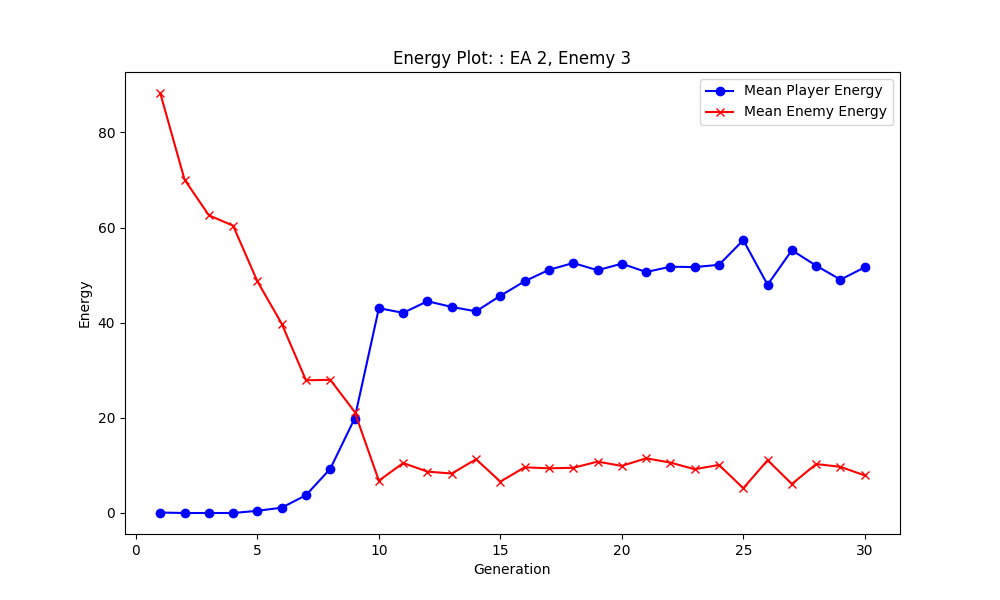 Energy Plot: : EA 2, Enemy 3
Mean Player Energy
Mean Enemy Energy
Energy
80
60
40
20
0
0 5 10 15 20 25 30
Generation